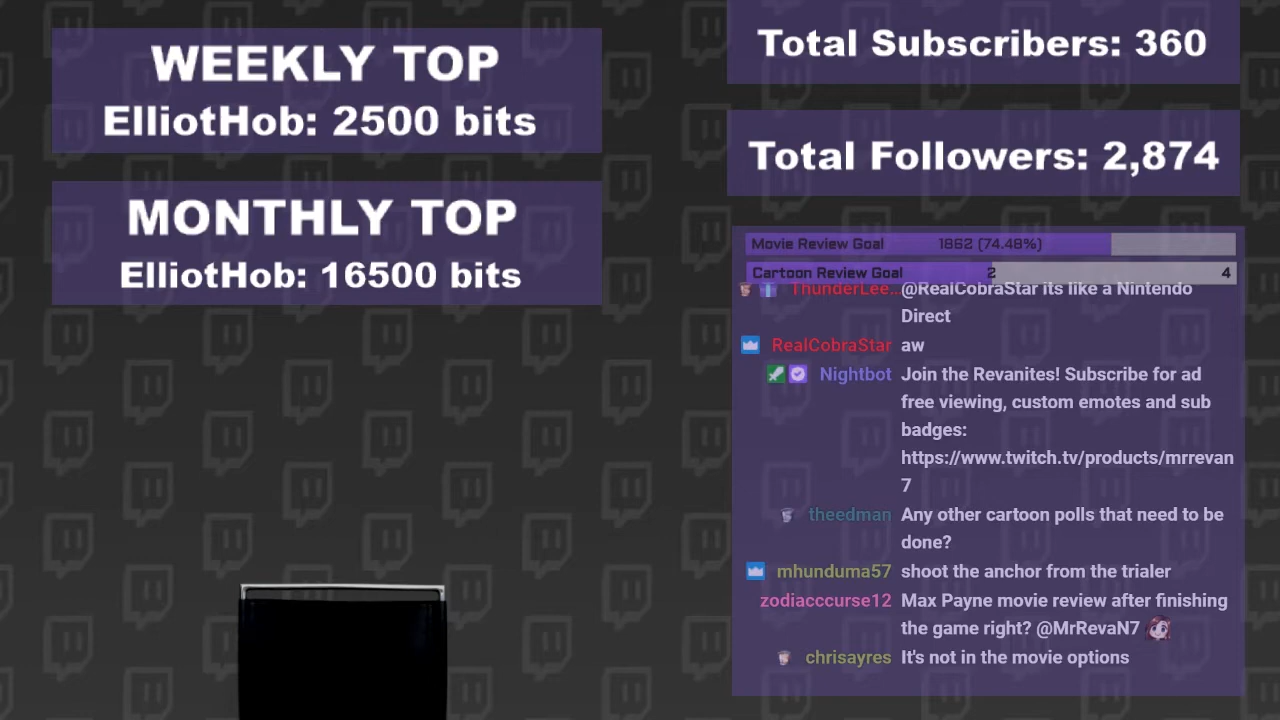 WEEKLY TOP
ElliotHob: 2500 bits
MONTHLY TOP
ElliotHob: 16500 bits
Total Subscribers: 360
Total Followers: 2,874
Movie Review Goal 1862 (74.48%)
Cartoon Review Goal 2 4
ThunderLee... @RealCobraStar its like a Nintendo
Direct
RealCobraStar aw
Nightbot Join the Revanites! Subscribe for ad
free viewing, custom emotes and sub
badges:
https://www.twitch.tv/products/mrrevan
7
theedman Any other cartoon polls that need to be
done?
mhunduma57 shoot the anchor from the trialer
zodiacccurse12 Max Payne movie review after finishing
the game right? @MrRevaN7
chrisayres It's not in the movie options